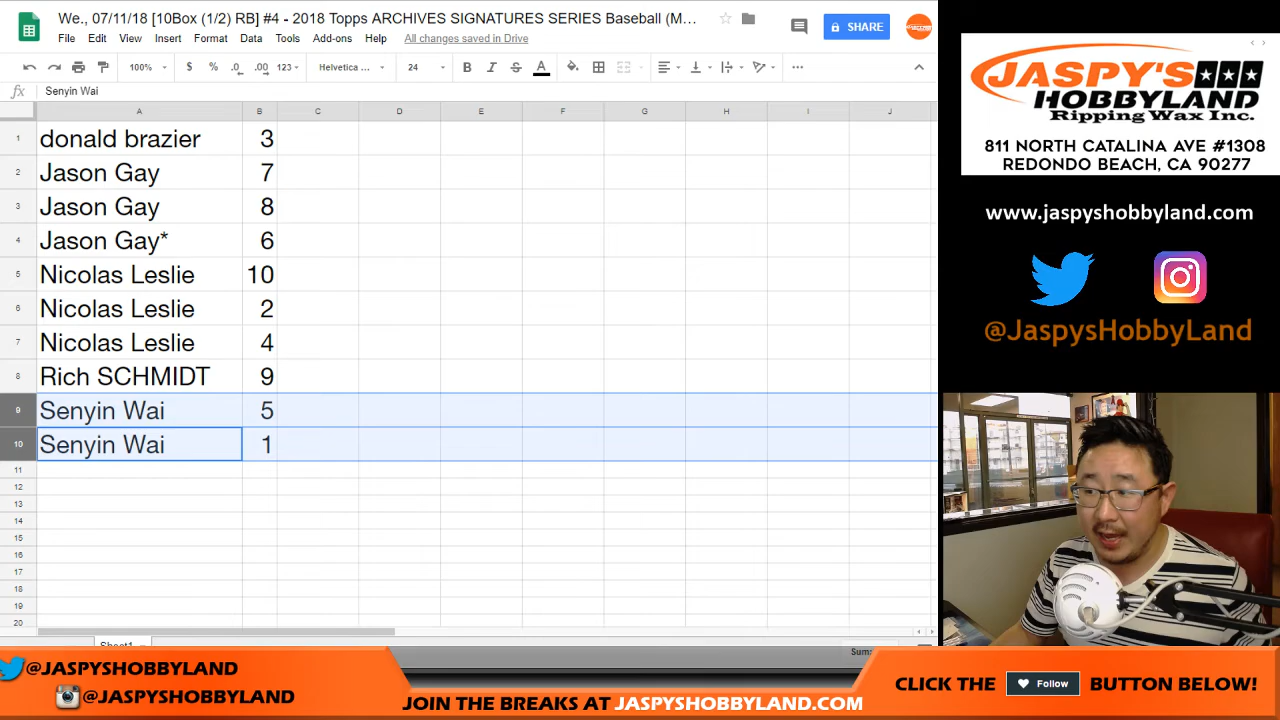 We., 07/11/18 [10Box (1/2) RB] #4 - 2018 Topps ARCHIVES SIGNATURES SERIES Baseball (M...
File Edit View Insert Format Data Tools Add-ons Help All changes saved in Drive
SHARE
100% $ % .0 .00 123 Helvetica ... 24 B I S A
fx Senyin Wai
A B C D E F G H I J
1 donald brazier 3
2 Jason Gay 7
3 Jason Gay 8
4 Jason Gay* 6
5 Nicolas Leslie 10
6 Nicolas Leslie 2
7 Nicolas Leslie 4
8 Rich SCHMIDT 9
9 Senyin Wai 5
10 Senyin Wai 1
11
12
13
14
15
16
17
18
19
20
JASPY'S
HOBBYLAND
Ripping Wax Inc.
811 NORTH CATALINA AVE #1308
REDONDO BEACH, CA 90277
www.jaspyshobbyland.com
@JaspysHobbyLand
@JASPYSHOBBYLAND
@JASPYSHOBBYLAND
JOIN THE BREAKS AT JASPYSHOBBYLAND.COM
CLICK THE Follow BUTTON BELOW!